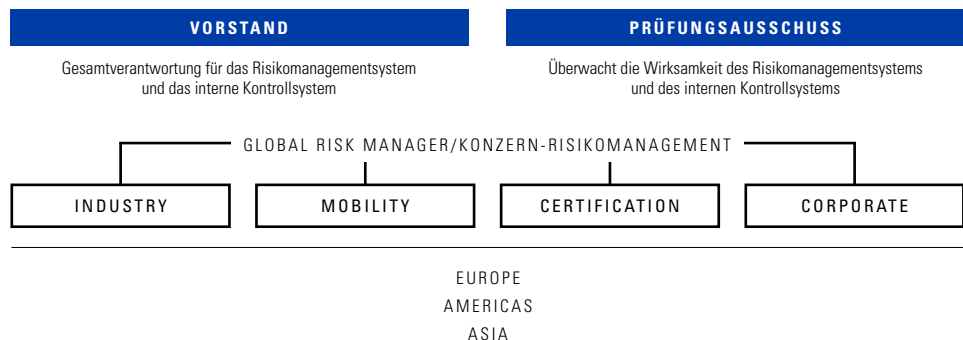 VORSTAND
Gesamtverantwortung für das Risikomanagementsystem
und das interne Kontrollsystem
PRÜFUNGSAUSSCHUSS
Überwacht die Wirksamkeit des Risikomanagementsystems
und des internen Kontrollsystems
GLOBAL RISK MANAGER/KONZERN-RISIKOMANAGEMENT
INDUSTRY
MOBILITY
CERTIFICATION
CORPORATE
EUROPE
AMERICAS
ASIA